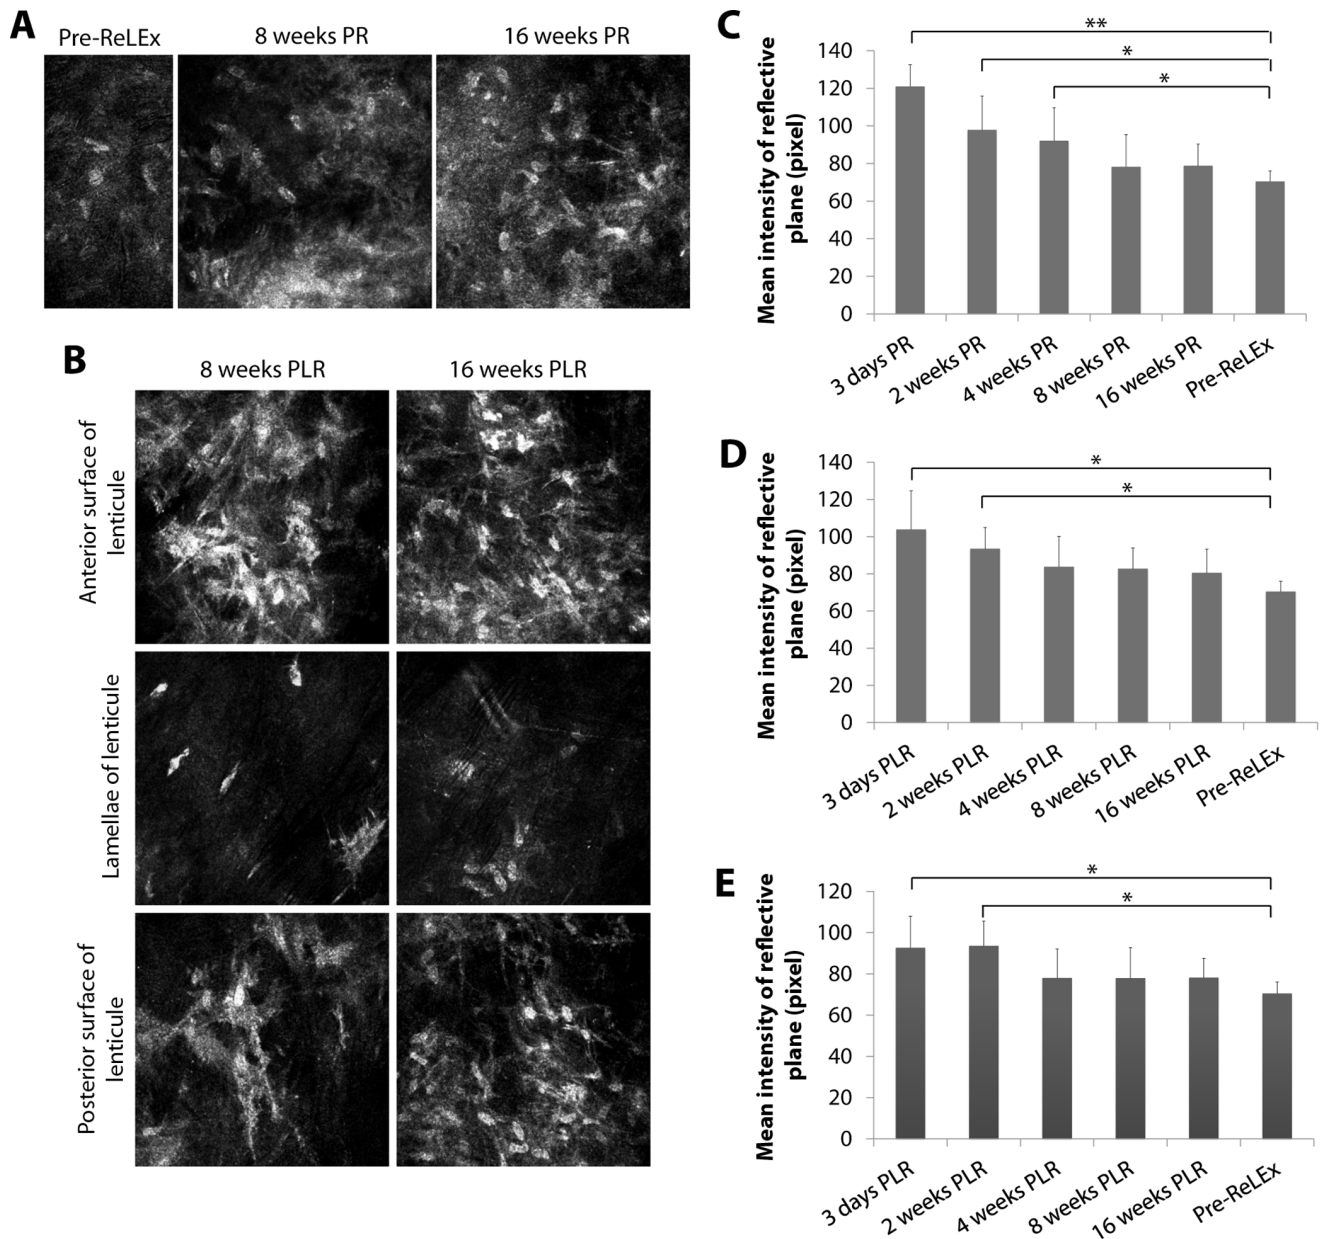 A
Pre-ReLEx
8 weeks PR
16 weeks PR
B
8 weeks PLR
16 weeks PLR
Anterior surface of
lenticule
Lamellae of lenticule
Posterior surface of
lenticule
C
**
*
*
Mean intensity of reflective
plane (pixel)
140
120
100
80
60
40
20
0
3 days PR
2 weeks PR
4 weeks PR
8 weeks PR
16 weeks PR
Pre-ReLEx
D
*
*
Mean intensity of reflective
plane (pixel)
140
120
100
80
60
40
20
0
3 days PLR
2 weeks PLR
4 weeks PLR
8 weeks PLR
16 weeks PLR
Pre-ReLEx
E
*
*
Mean intensity of reflective
plane (pixel)
120
100
80
60
40
20
0
3 days PLR
2 weeks PLR
4 weeks PLR
8 weeks PLR
16 weeks PLR
Pre-ReLEx